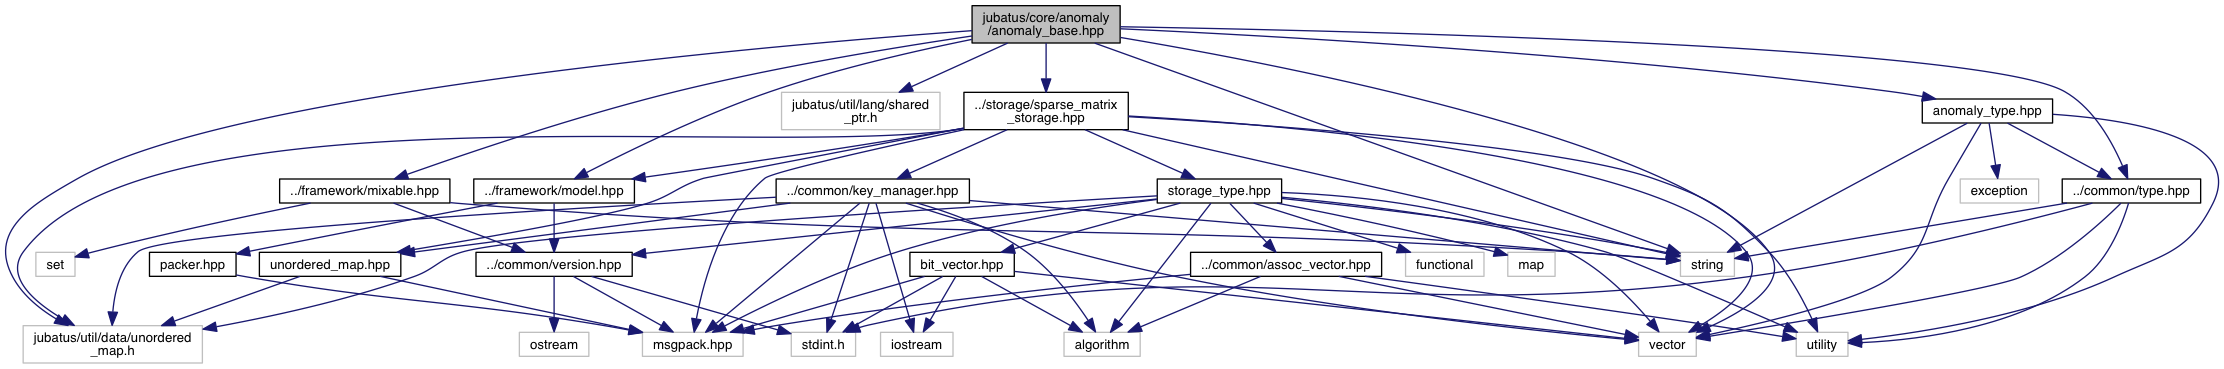 jubatus/core/anomaly
/anomaly_base.hpp
jubatus/util/lang/shared
_ptr.h
../storage/sparse_matrix
_storage.hpp
anomaly_type.hpp
../framework/mixable.hpp
../framework/model.hpp
../common/key_manager.hpp
storage_type.hpp
exception
../common/type.hpp
set
packer.hpp
unordered_map.hpp
../common/version.hpp
bit_vector.hpp
../common/assoc_vector.hpp
functional
map
string
jubatus/util/data/unordered
_map.h
ostream
msgpack.hpp
stdint.h
iostream
algorithm
vector
utility